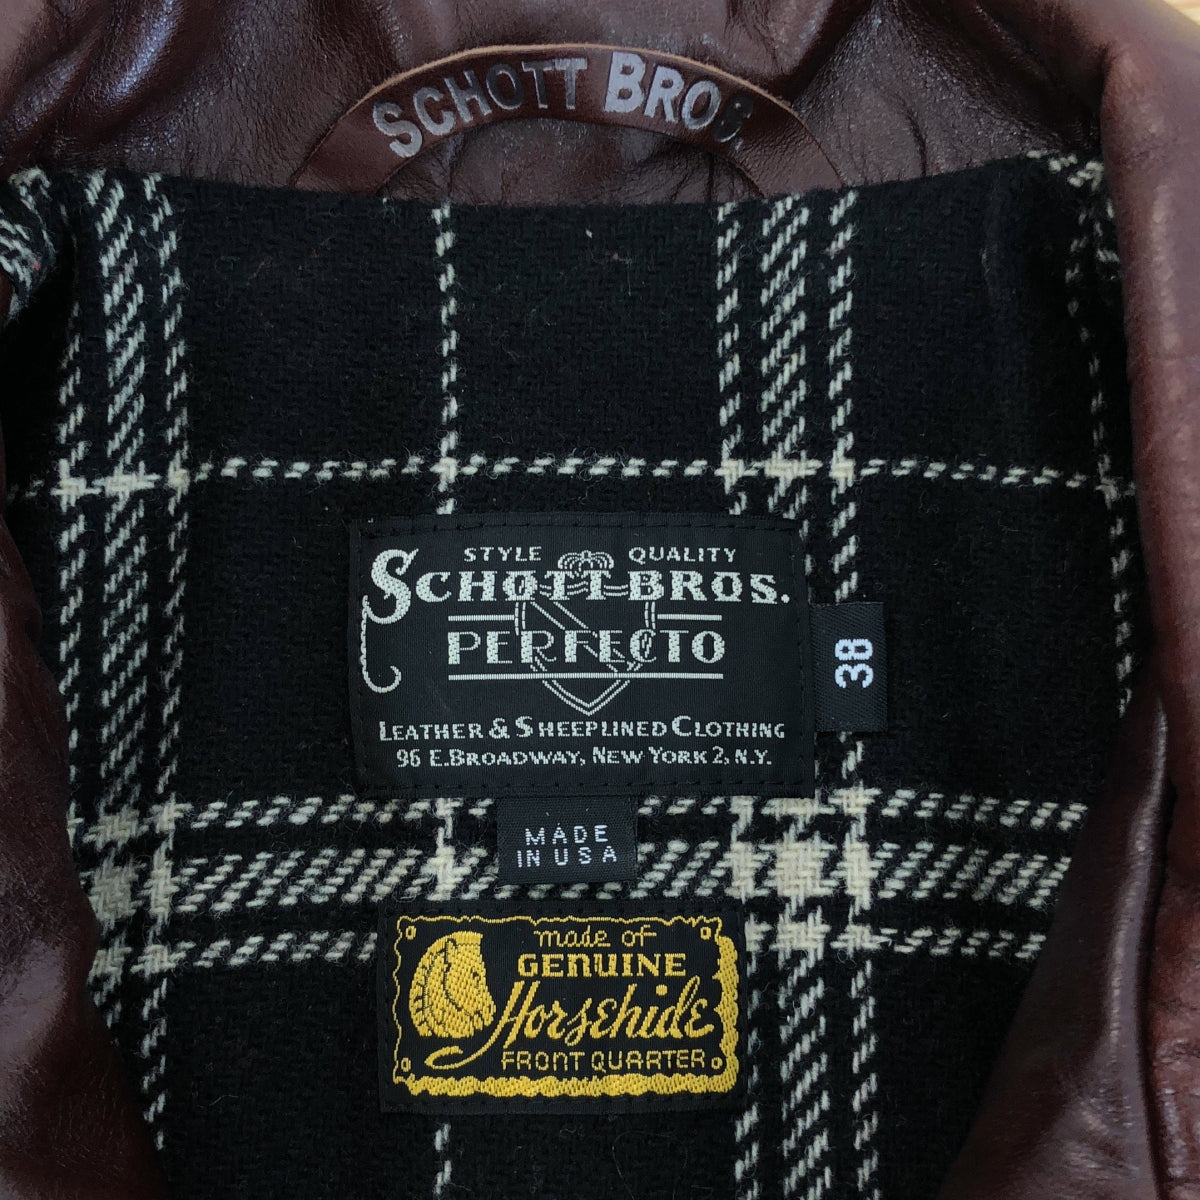 SCHOTT BROS.
STYLE QUALITY
SCHOTT BROS.
PERFECTO
LEATHER & SHEEPLINED CLOTHING
96 E. BROADWAY, NEW YORK 2, N.Y.
38
MADE
IN USA
made of
GENUINE
Horsehide
FRONT QUARTER